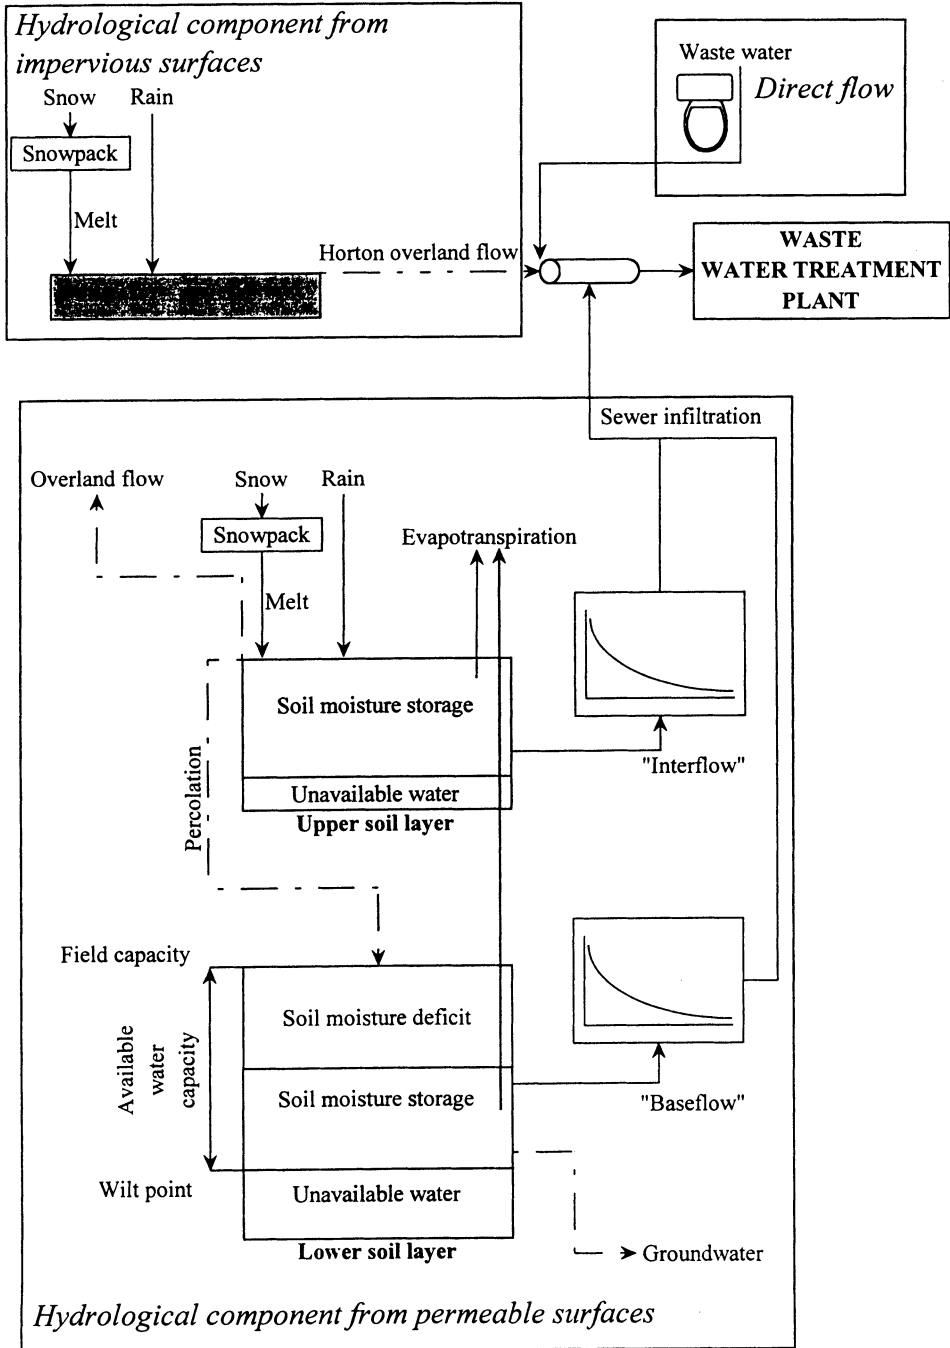 Hydrological component from
impervious surfaces
Snow
Rain
Snowpack
Melt
Horton overland flow
Waste water
Direct flow
WASTE
WATER TREATMENT
PLANT
Sewer infiltration
Overland flow
Snow
Rain
Snowpack
Evapotranspiration
Melt
Soil moisture storage
Unavailable water
Upper soil layer
Percolation
"Interflow"
Field capacity
Soil moisture deficit
Available
water
capacity
Soil moisture storage
"Baseflow"
Wilt point
Unavailable water
Lower soil layer
Groundwater
Hydrological component from permeable surfaces